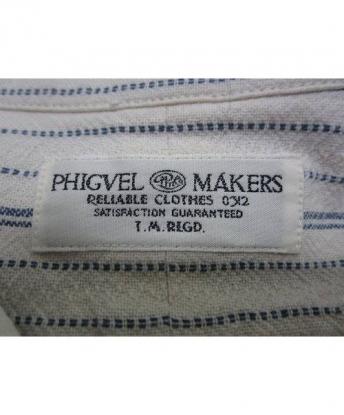 PHIGVEL MAKERS
RELIABLE CLOTHES 0312
SATISFACTION GUARANTEED
T.M.REGD.